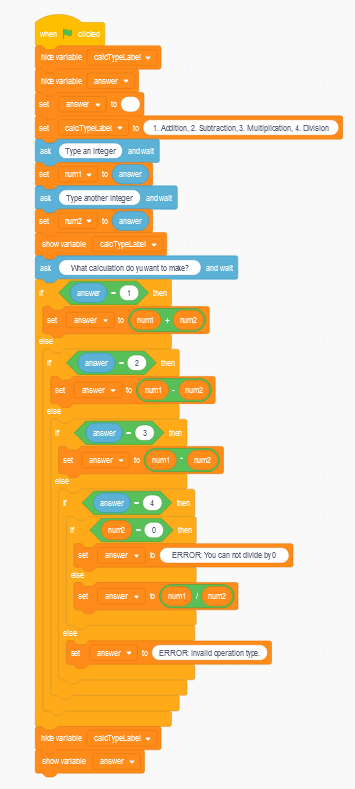 when clicked
hide variable calcTypeLabel
hide variable answer
set answer to
set calcTypeLabel to 1. Addition, 2. Subtraction, 3. Multiplication, 4. Division
ask Type an integer and wait
set num1 to answer
ask Type another integer and wait
set num2 to answer
show variable calcTypeLabel
ask What calculation do yu want to make? and wait
if answer = 1 then
set answer to num1 + num2
else
if answer = 2 then
set answer to num1 - num2
else
if answer = 3 then
set answer to num1 * num2
else
if answer = 4 then
if num2 = 0 then
set answer to ERROR: You can not divide by 0
else
set answer to num1 / num2
else
set answer to ERROR: Invalid operation type.
hide variable calcTypeLabel
show variable answer